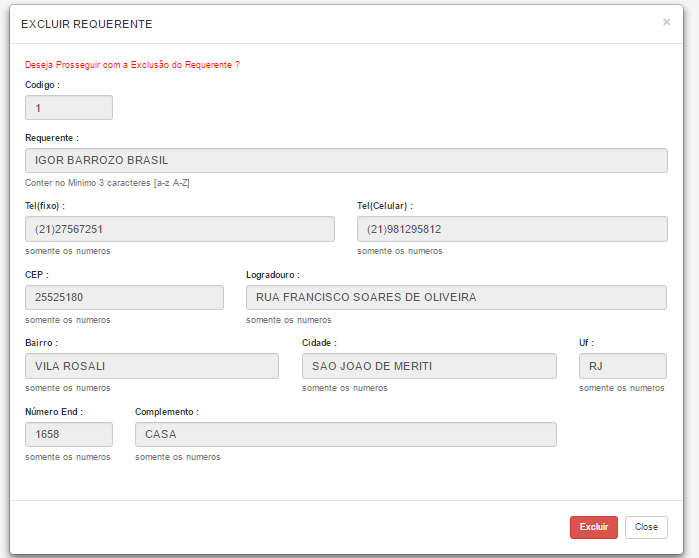 EXCLUIR REQUERENTE ×
Deseja Prosseguir com a Exclusão do Requerente ?
Codigo :
1
Requerente :
IGOR BARROZO BRASIL
Conter no Minimo 3 caracteres [a-z A-Z]
Tel(fixo) : Tel(Celular) :
(21)27567251 (21)981295812
somente os numeros somente os numeros
CEP : Logradouro :
25525180 RUA FRANCISCO SOARES DE OLIVEIRA
somente os numeros somente os numeros
Bairro : Cidade : Uf :
VILA ROSALI SAO JOAO DE MERITI RJ
somente os numeros somente os numeros somente os numeros
Número End : Complemento :
1658 CASA
somente os numeros somente os numeros
Excluir Close